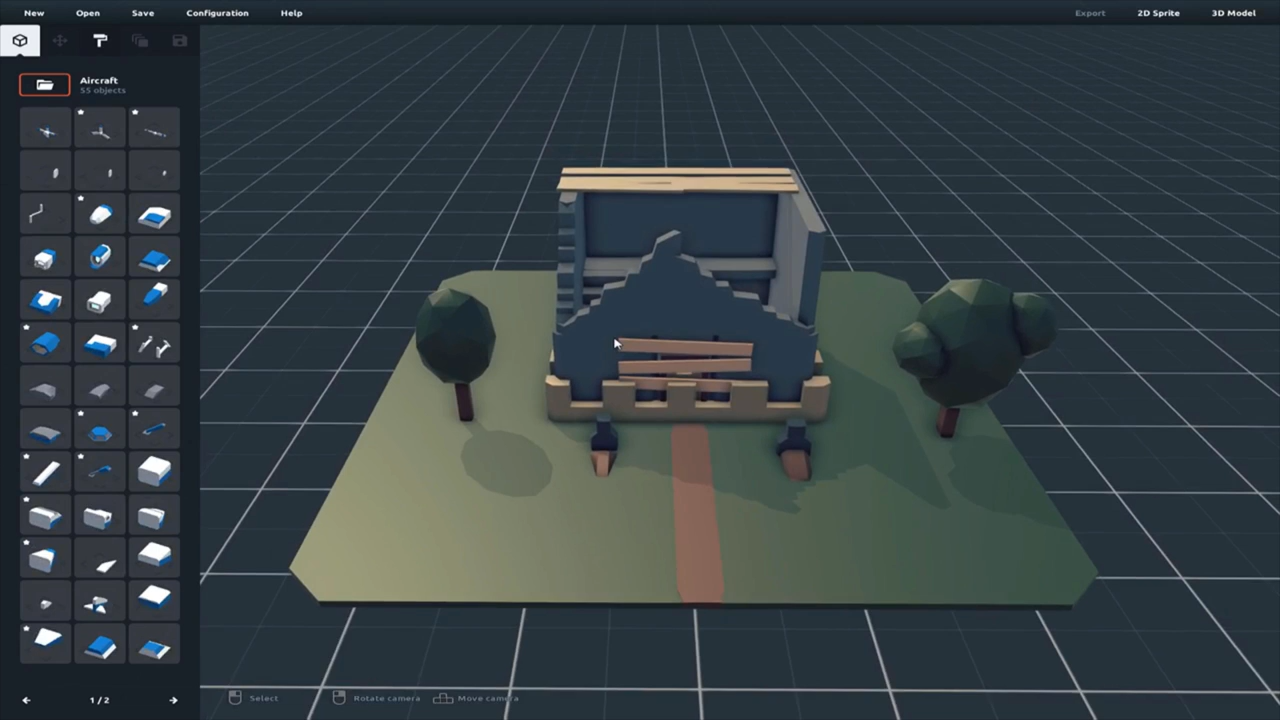 New Open Save Configuration Help Export 2D Sprite 3D Model
Aircraft
55 objects
1/2
Select Rotate camera Move camera